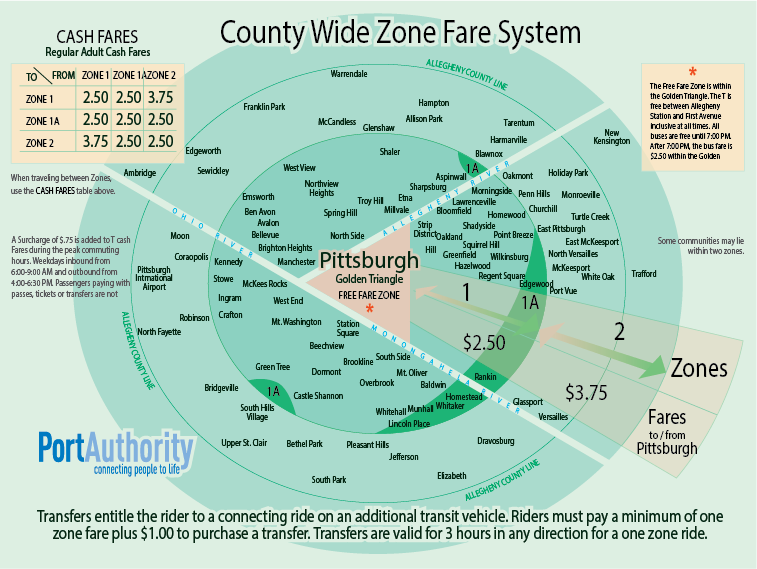 County Wide Zone Fare System
CASH FARES
Regular Adult Cash Fares
TO FROM ZONE 1 ZONE 1A ZONE 2
ZONE 1 2.50 2.50 3.75
ZONE 1A 2.50 2.50 2.50
ZONE 2 3.75 2.50 2.50
When traveling between Zones,
use the CASH FARES table above.
A Surcharge of $.75 is added to T cash
Fares during the peak commuting
hours. Weekdays inbound from
6:00-9:00 AM and outbound from
4:00-6:30 PM. Passengers paying with
passes, tickets or transfers are not
*
The Free Fare Zone is within
the Golden Triangle. The T is
free between Allegheny
Station and First Avenue
inclusive at all times. All
buses are free until 7:00 PM.
After 7:00 PM, the bus fare is
$2.50 within the Golden
Some communities may lie
within two zones.
ALLEGHENY COUNTY LINE
Warrendale
Franklin Park
Hampton
McCandless
Allison Park
Glenshaw
Tarentum
Harmarville
New
Kensington
Edgeworth
Shaler
Blawnox
Ambridge
Sewickley
West View
Aspinwall
1A
Oakmont
Holiday Park
Northview
Heights
Sharpsburg
Morningside
Penn Hills
Monroeville
Emsworth
Troy Hill
Etna
Lawrenceville
Ben Avon
Spring Hill
Millvale
Bloomfield
Homewood
Churchill
Turtle Creek
Avalon
OHIO RIVER
ALLEGHENY RIVER
Strip
District
Shadyside
East Pittsburgh
Moon
Bellevue
North Side
Oakland
Point Breeze
East McKeesport
Brighton Heights
Hill
Squirrel Hill
North Versailles
Coraopolis
Kennedy
Manchester
Pittsburgh
Greenfield
Wilkinsburg
McKeesport
Pittsburgh
Intmational
Airport
Hazelwood
White Oak
Trafford
Stowe
McKees Rocks
Golden Triangle
Regent Square
Edgewood
Port Vue
FREE FARE ZONE
*
1
1A
2
Ingram
West End
Robinson
Crafton
Mt. Washington
Station
Square
MONONGAHELA RIVER
North Fayette
ALLEGHENY COUNTY LINE
Beechview
$2.50
Zones
South Side
Brookline
Green Tree
Dormont
Mt. Oliver
Rankin
Overbrook
Baldwin
$3.75
Bridgeville
1A
Castle Shannon
Homestead
Glassport
South Hills
Village
Whitehall
Munhall
Whitaker
Versailles
Fares
to / from
Pittsburgh
Lincoln Place
Upper St. Clair
Bethel Park
Pleasant Hills
Dravosburg
Jefferson
South Park
Elizabeth
ALLEGHENY COUNTY LINE
PortAuthority
connecting people to life
Transfers entitle the rider to a connecting ride on an additional transit vehicle. Riders must pay a minimum of one
zone fare plus $1.00 to purchase a transfer. Transfers are valid for 3 hours in any direction for a one zone ride.